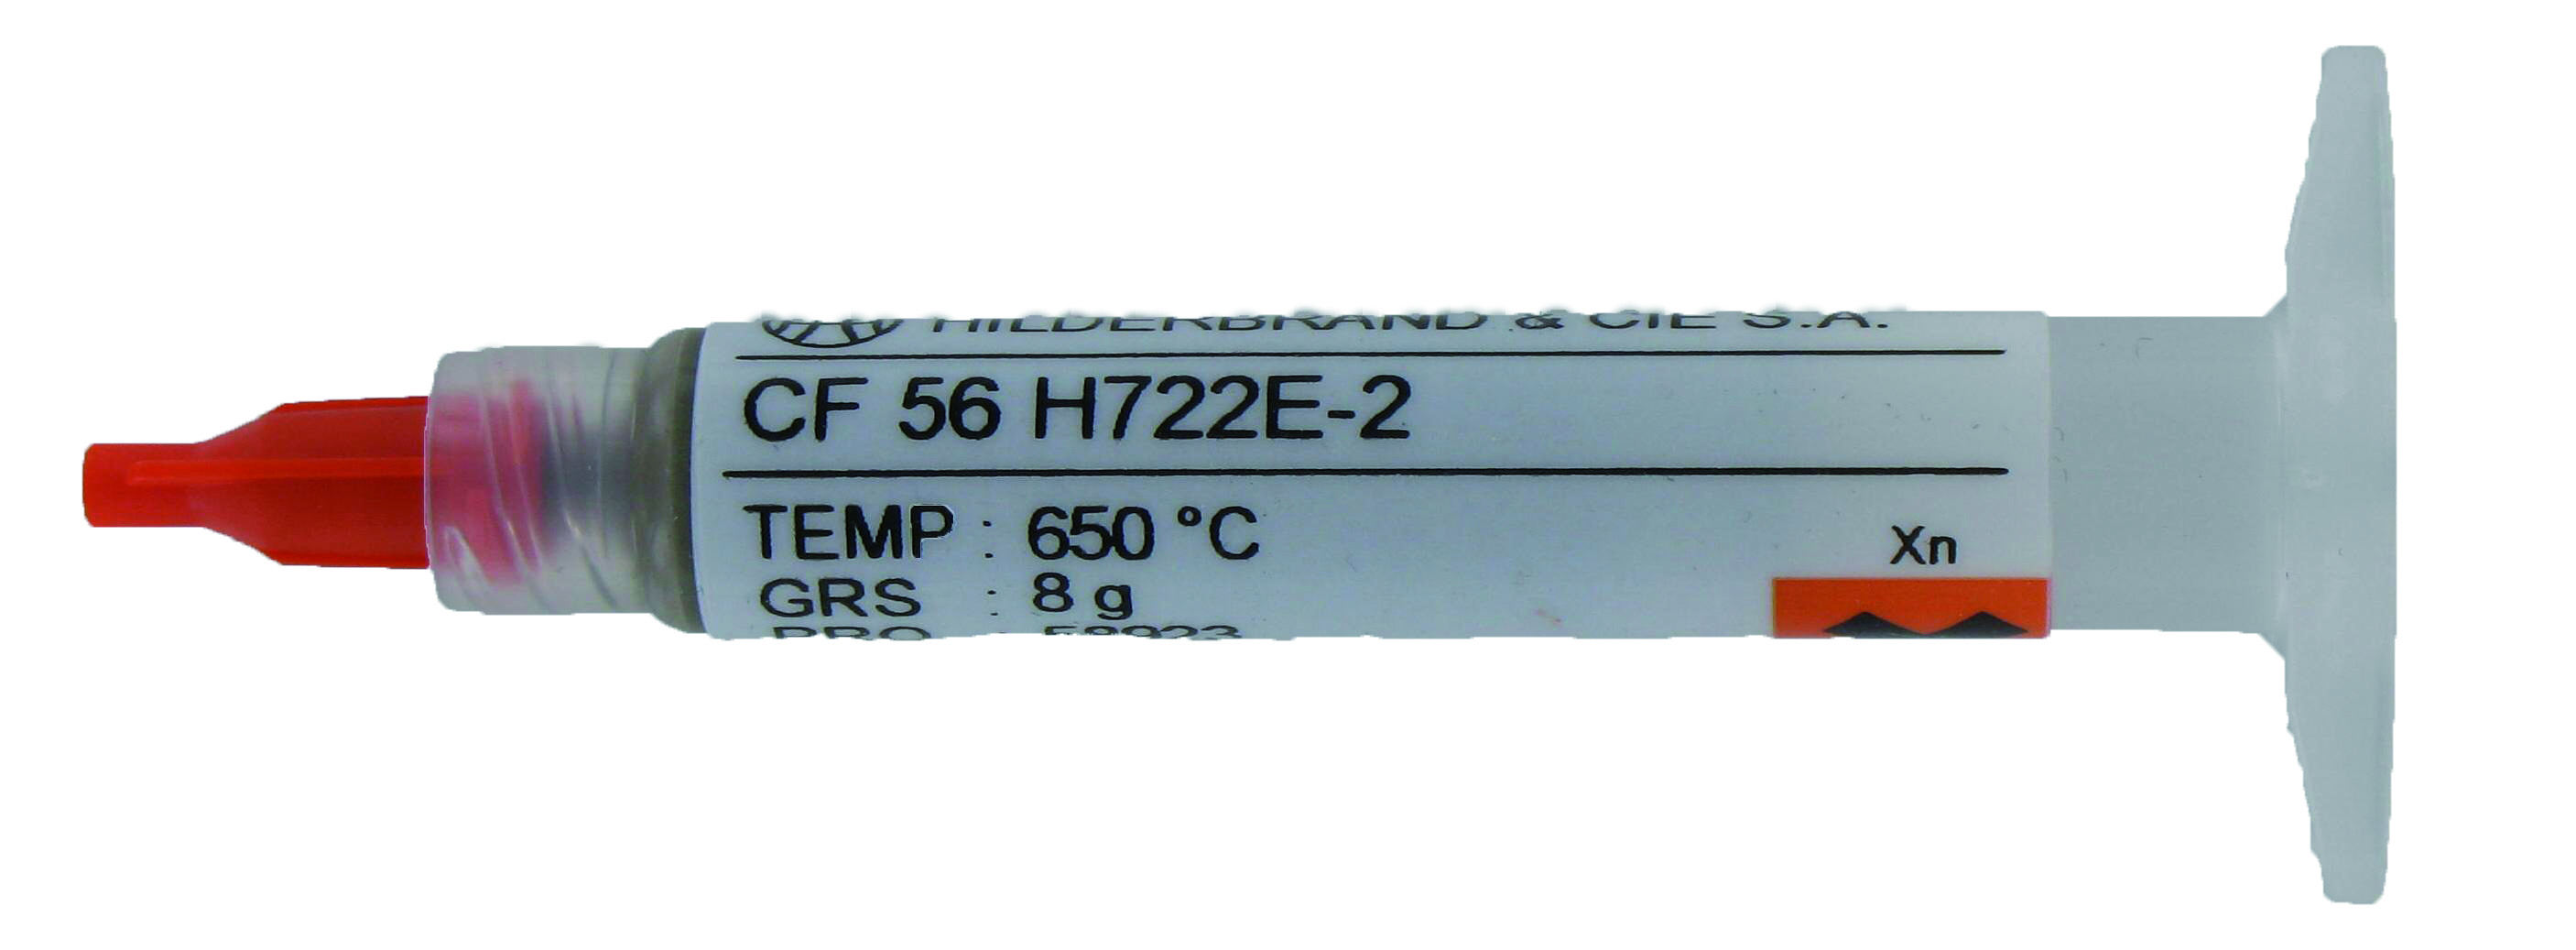 HILDERBRAND & CIE S.A.
CF 56 H722E-2
TEMP : 650 °C
GRS : 8 g
Xn